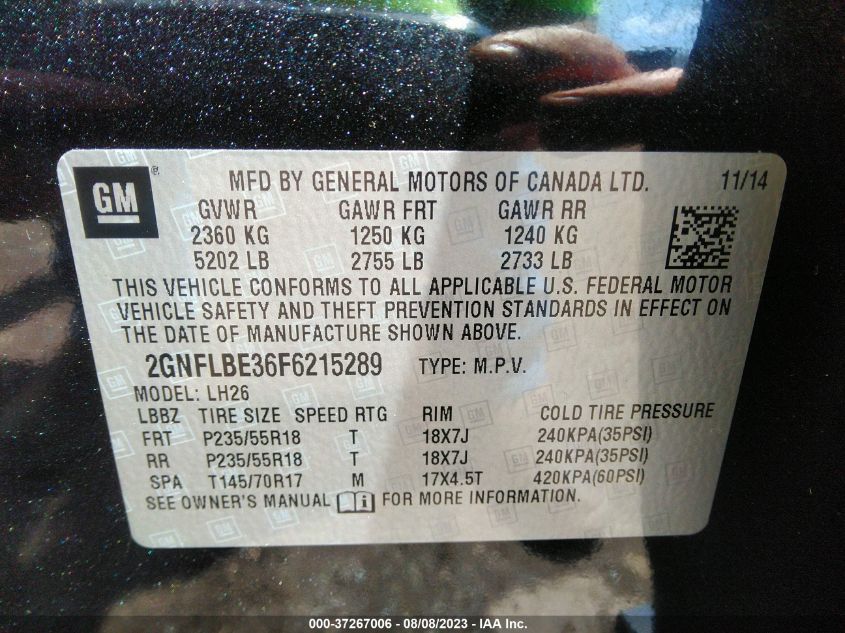 GM ® MFD BY GENERAL MOTORS OF CANADA LTD. 11/14
GVWR GAWR FRT GAWR RR
2360 KG 1250 KG 1240 KG
5202 LB 2755 LB 2733 LB
THIS VEHICLE CONFORMS TO ALL APPLICABLE U.S. FEDERAL MOTOR
VEHICLE SAFETY AND THEFT PREVENTION STANDARDS IN EFFECT ON
THE DATE OF MANUFACTURE SHOWN ABOVE.
2GNFLBE36F6215289 TYPE: M.P.V.
MODEL: LH26
LBBZ TIRE SIZE SPEED RTG RIM COLD TIRE PRESSURE
FRT P235/55R18 T 18X7J 240KPA(35PSI)
RR P235/55R18 T 18X7J 240KPA(35PSI)
SPA T145/70R17 M 17X4.5T 420KPA(60PSI)
SEE OWNER'S MANUAL i FOR MORE INFORMATION.
000-37267006 - 08/08/2023 - IAA Inc.